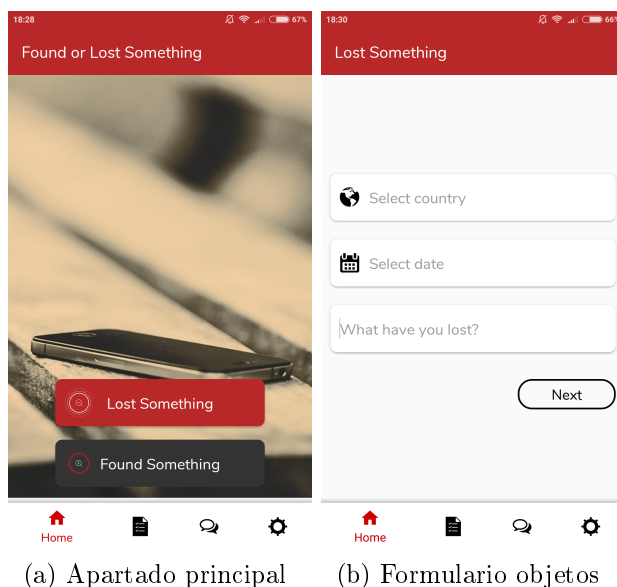 18:28
67%
Found or Lost Something
Lost Something
Found Something
Home
(a) Apartado principal
18:30
66%
Lost Something
Select country
Select date
What have you lost?
Next
Home
(b) Formulario objetos